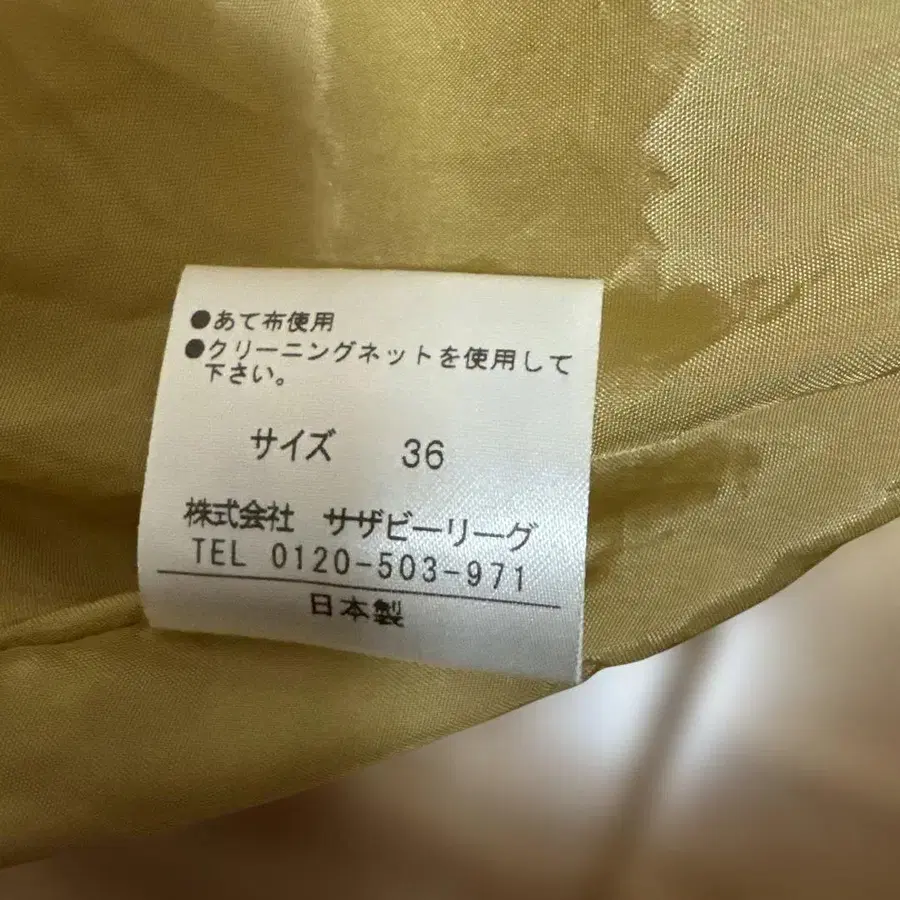 ●あて布使用
●クリーニングネットを使用して
下さい。
サイズ 36
株式会社 サザビーリーグ
TEL 0120-503-971
日本製